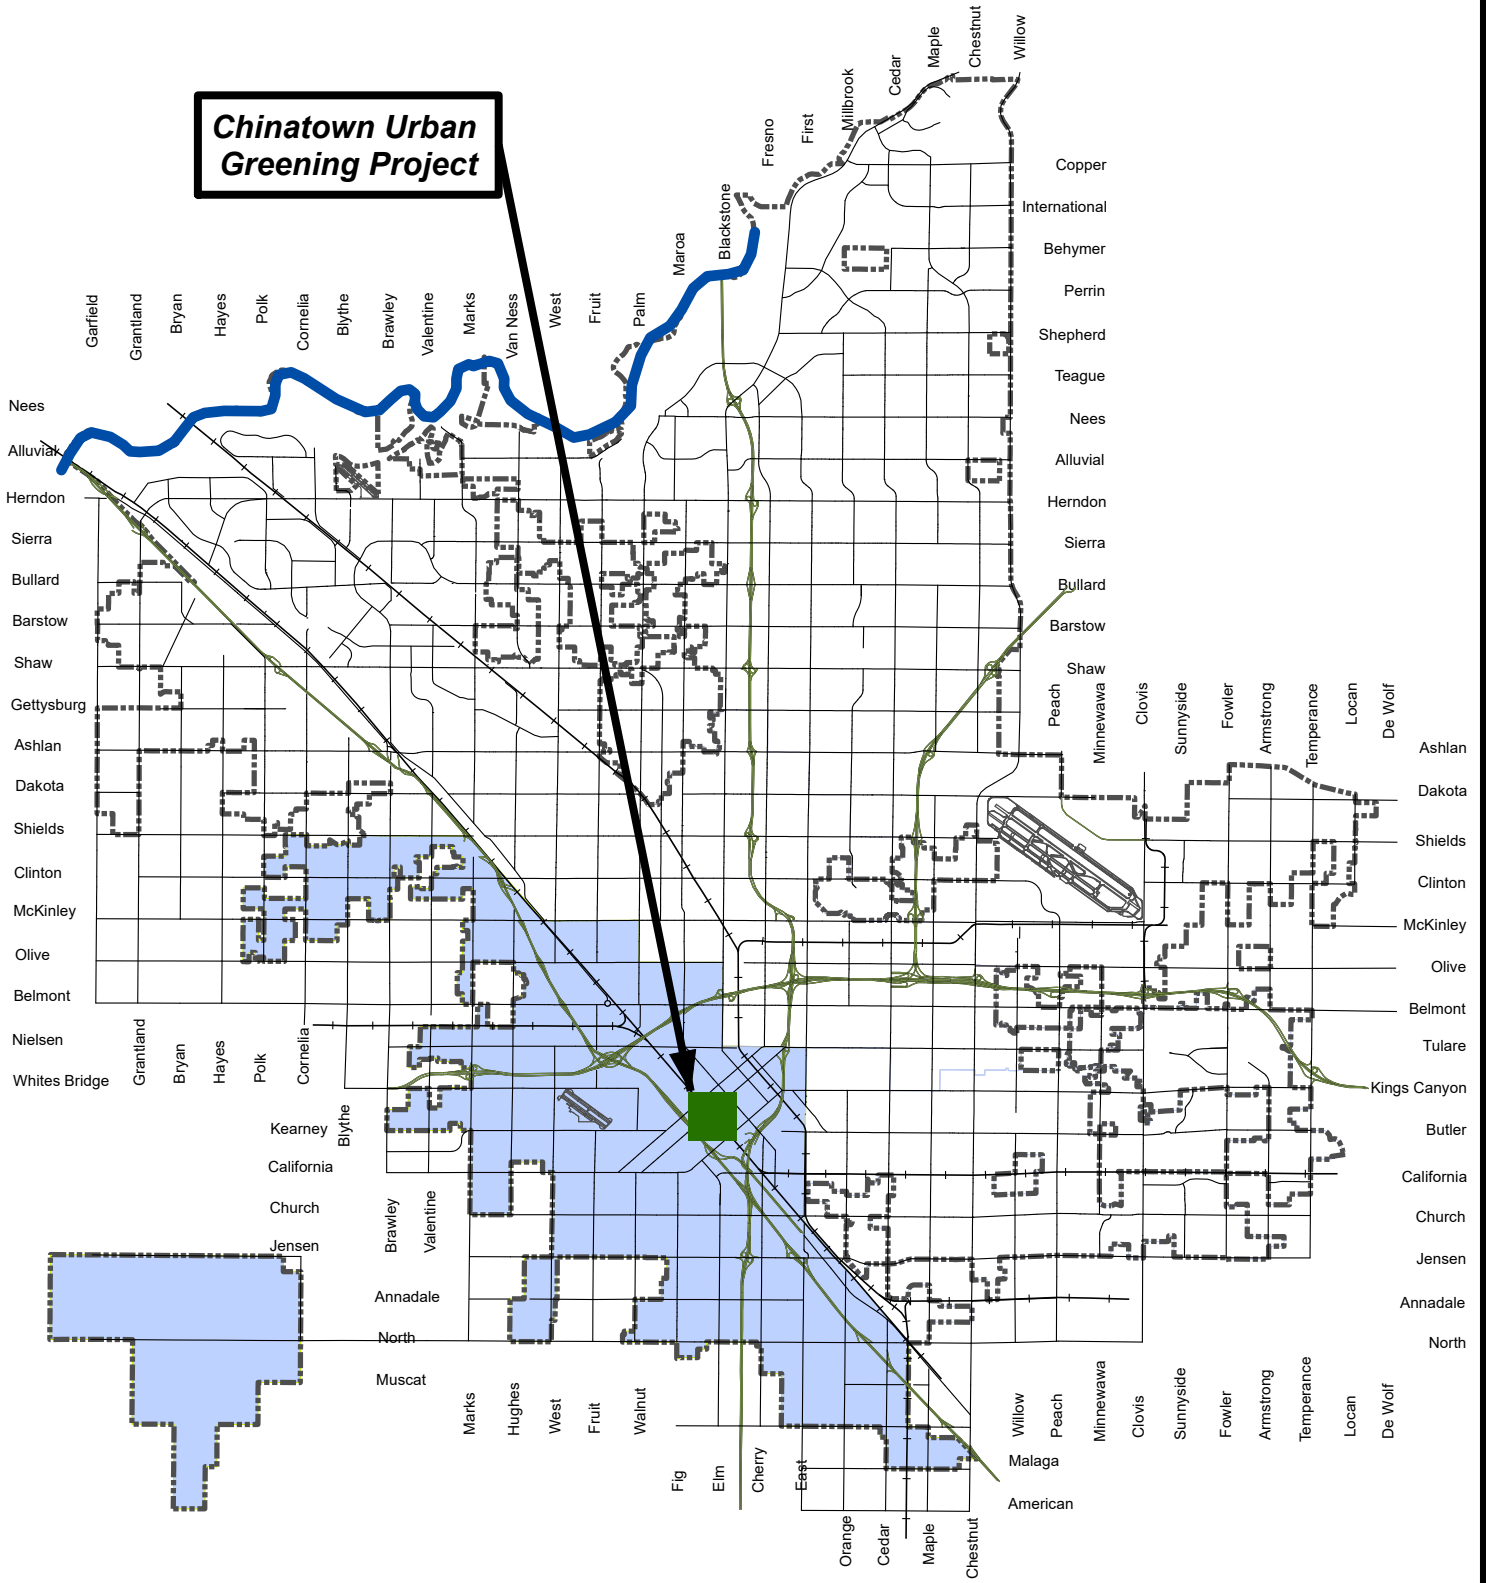 Chinatown Urban
Greening Project
Fresno
First
Millbrook
Cedar
Maple
Chestnut
Willow
Garfield
Grantland
Bryan
Hayes
Polk
Cornelia
Blythe
Brawley
Valentine
Marks
Van Ness
West
Fruit
Palm
Maroa
Blackstone
Copper
International
Behymer
Perrin
Shepherd
Teague
Nees
Alluvial
Herndon
Sierra
Bullard
Barstow
Shaw
Nees
Alluvial
Herndon
Sierra
Bullard
Barstow
Shaw
Gettysburg
Ashlan
Dakota
Shields
Clinton
McKinley
Olive
Belmont
Nielsen
Whites Bridge
Peach
Minnewawa
Clovis
Sunnyside
Fowler
Armstrong
Temperance
Locan
De Wolf
Ashlan
Dakota
Shields
Clinton
McKinley
Olive
Belmont
Tulare
Kings Canyon
Butler
California
Church
Jensen
Annadale
North
Grantland
Bryan
Hayes
Polk
Cornelia
Blythe
Kearney
California
Church
Jensen
Brawley
Valentine
Annadale
North
Muscat
Marks
Hughes
West
Fruit
Walnut
Fig
Elm
Cherry
East
Orange
Cedar
Maple
Chestnut
Willow
Peach
Minnewawa
Clovis
Sunnyside
Fowler
Armstrong
Temperance
Locan
De Wolf
Malaga
American